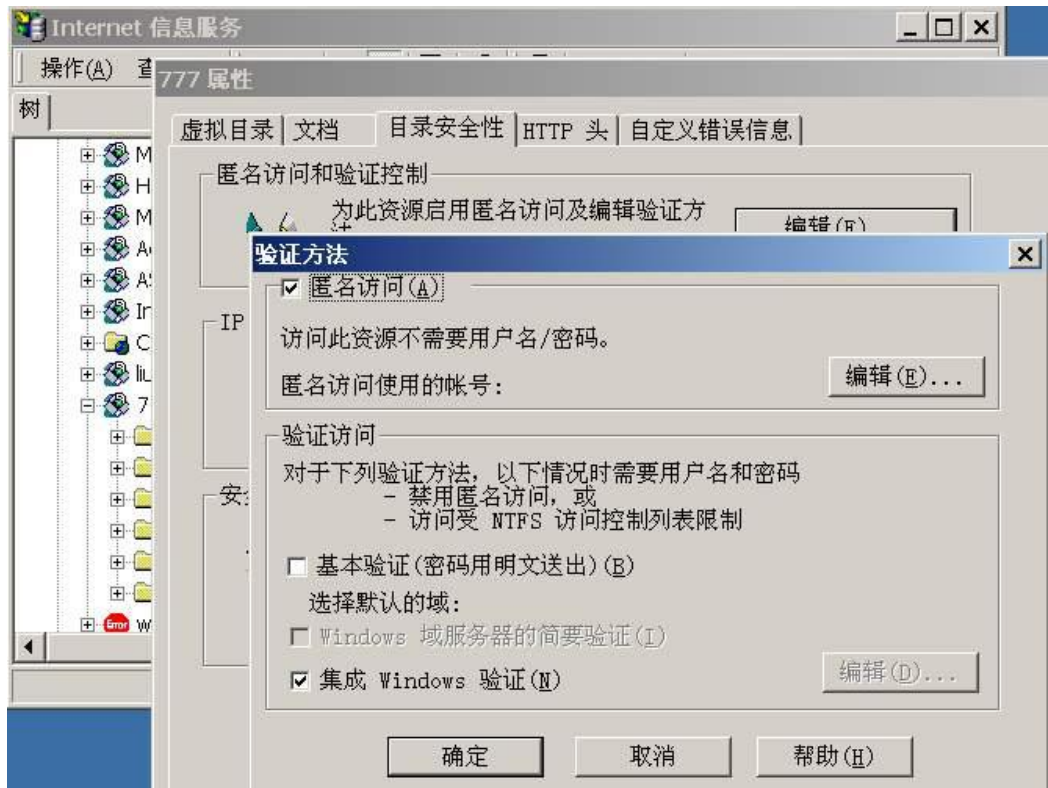 Internet 信息服务
操作(A) 查
777 属性
树
虚拟目录 文档 目录安全性 HTTP 头 自定义错误信息
M
H
M
A
A
In
C
liu
7
w
Error
匿名访问和验证控制
为此资源启用匿名访问及编辑验证方
编辑(E)
验证方法
匿名访问(A)
IP
访问此资源不需要用户名/密码。
匿名访问使用的帐号:
编辑(E)...
验证访问
对于下列验证方法,以下情况时需要用户名和密码
- 禁用匿名访问,或
- 访问受 NTFS 访问控制列表限制
安
基本验证(密码用明文送出)(B)
选择默认的域:
Windows 域服务器的简要验证(I)
集成 Windows 验证(N)
编辑(D)...
确定 取消 帮助(H)